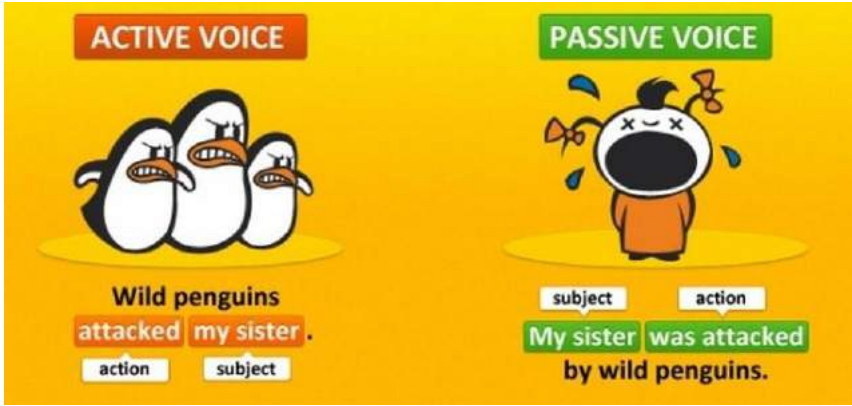 ACTIVE VOICE
Wild penguins
attacked my sister.
action subject
PASSIVE VOICE
subject action
My sister was attacked
by wild penguins.